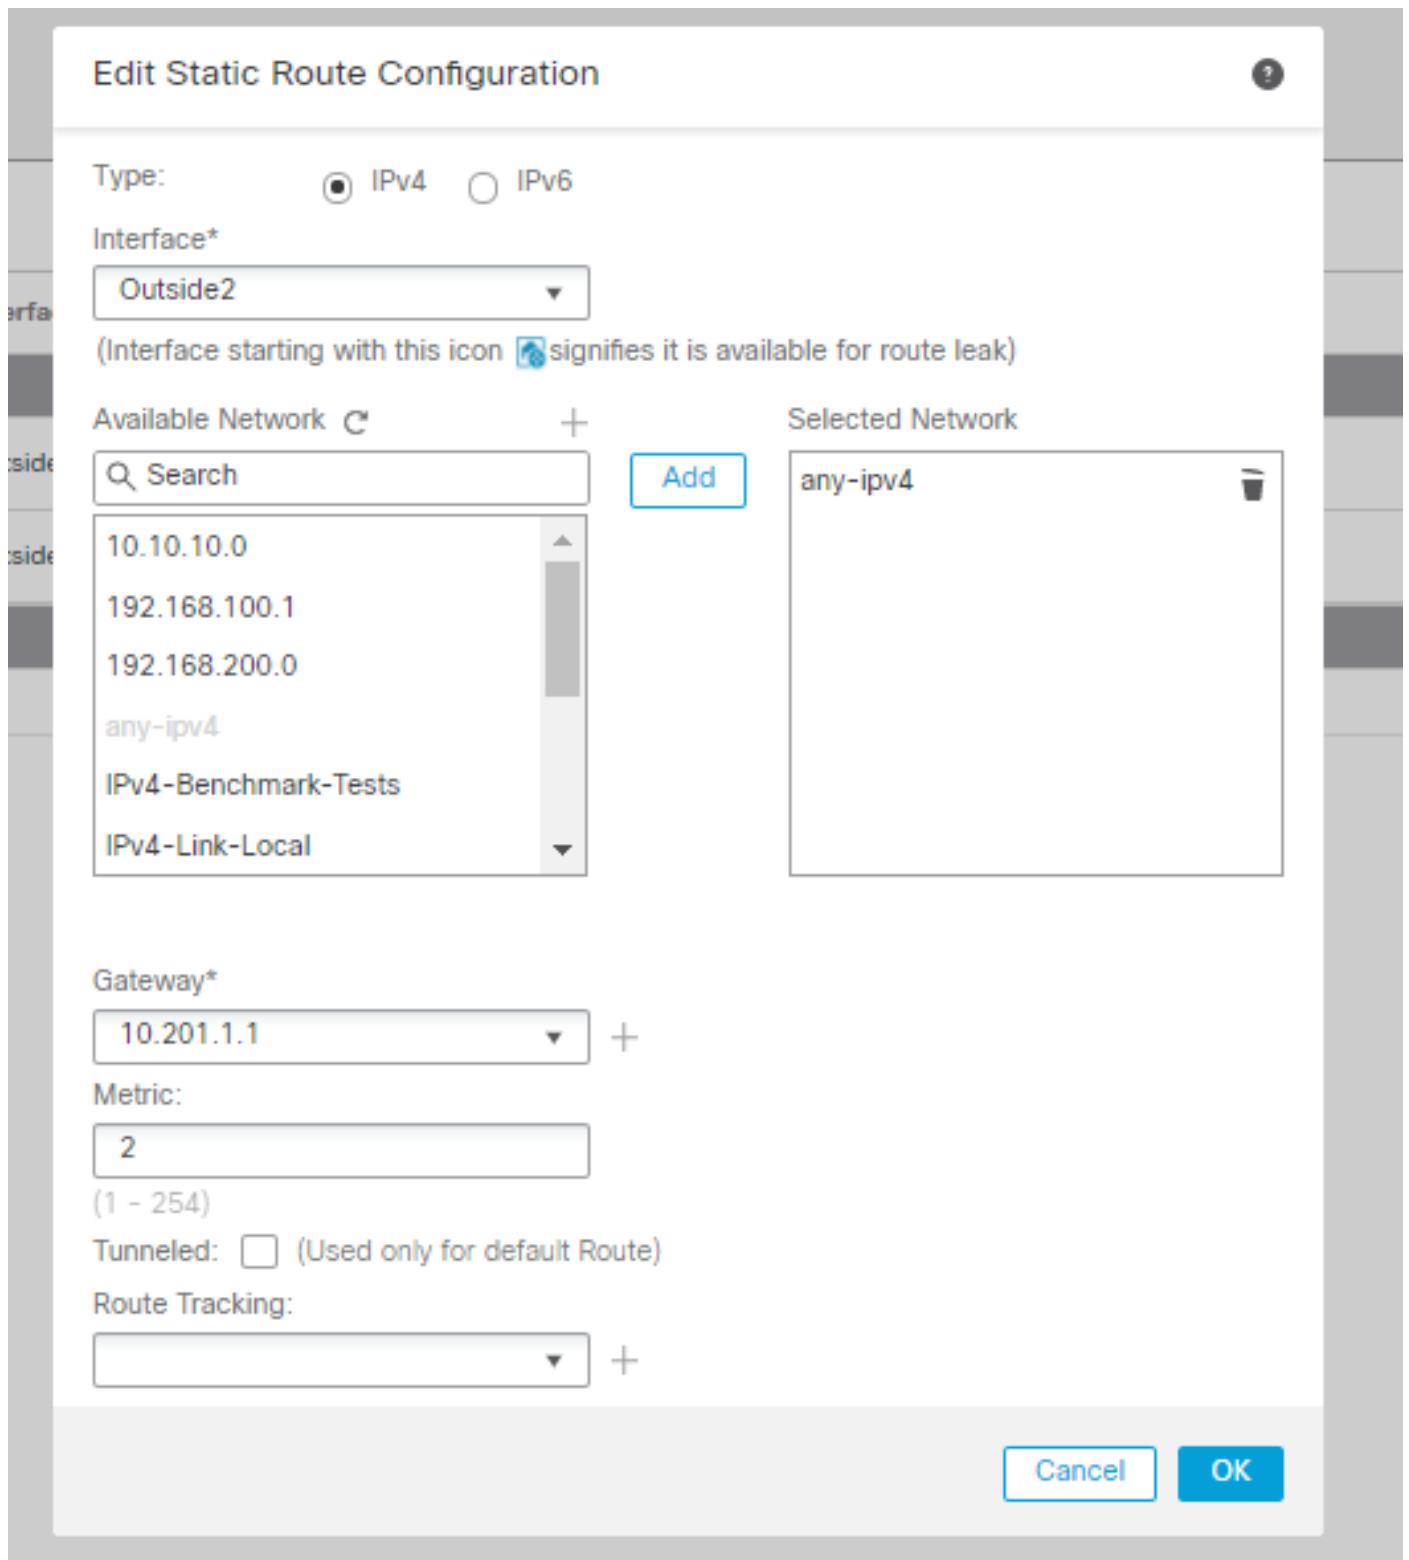 Edit Static Route Configuration
?
Type: IPv4 IPv6
Interface*
Outside2
(Interface starting with this icon signifies it is available for route leak)
Available Network
Search
10.10.10.0
192.168.100.1
192.168.200.0
any-ipv4
IPv4-Benchmark-Tests
IPv4-Link-Local
Add
Selected Network
any-ipv4
Gateway*
10.201.1.1
Metric:
2
(1 - 254)
Tunneled: (Used only for default Route)
Route Tracking:
Cancel OK